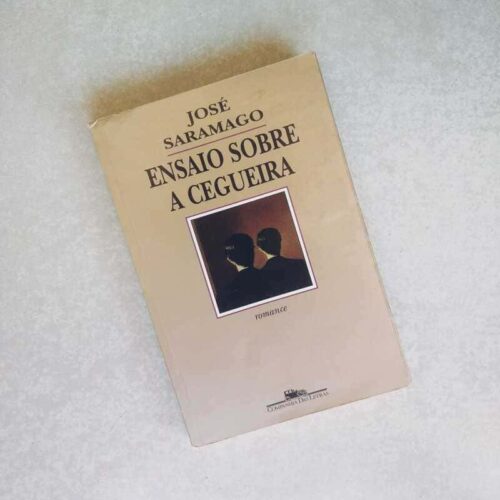 JOSÉ
SARAMAGO
ENSAIO SOBRE
A CEGUEIRA
romance
COMPANHIA DAS LETRAS